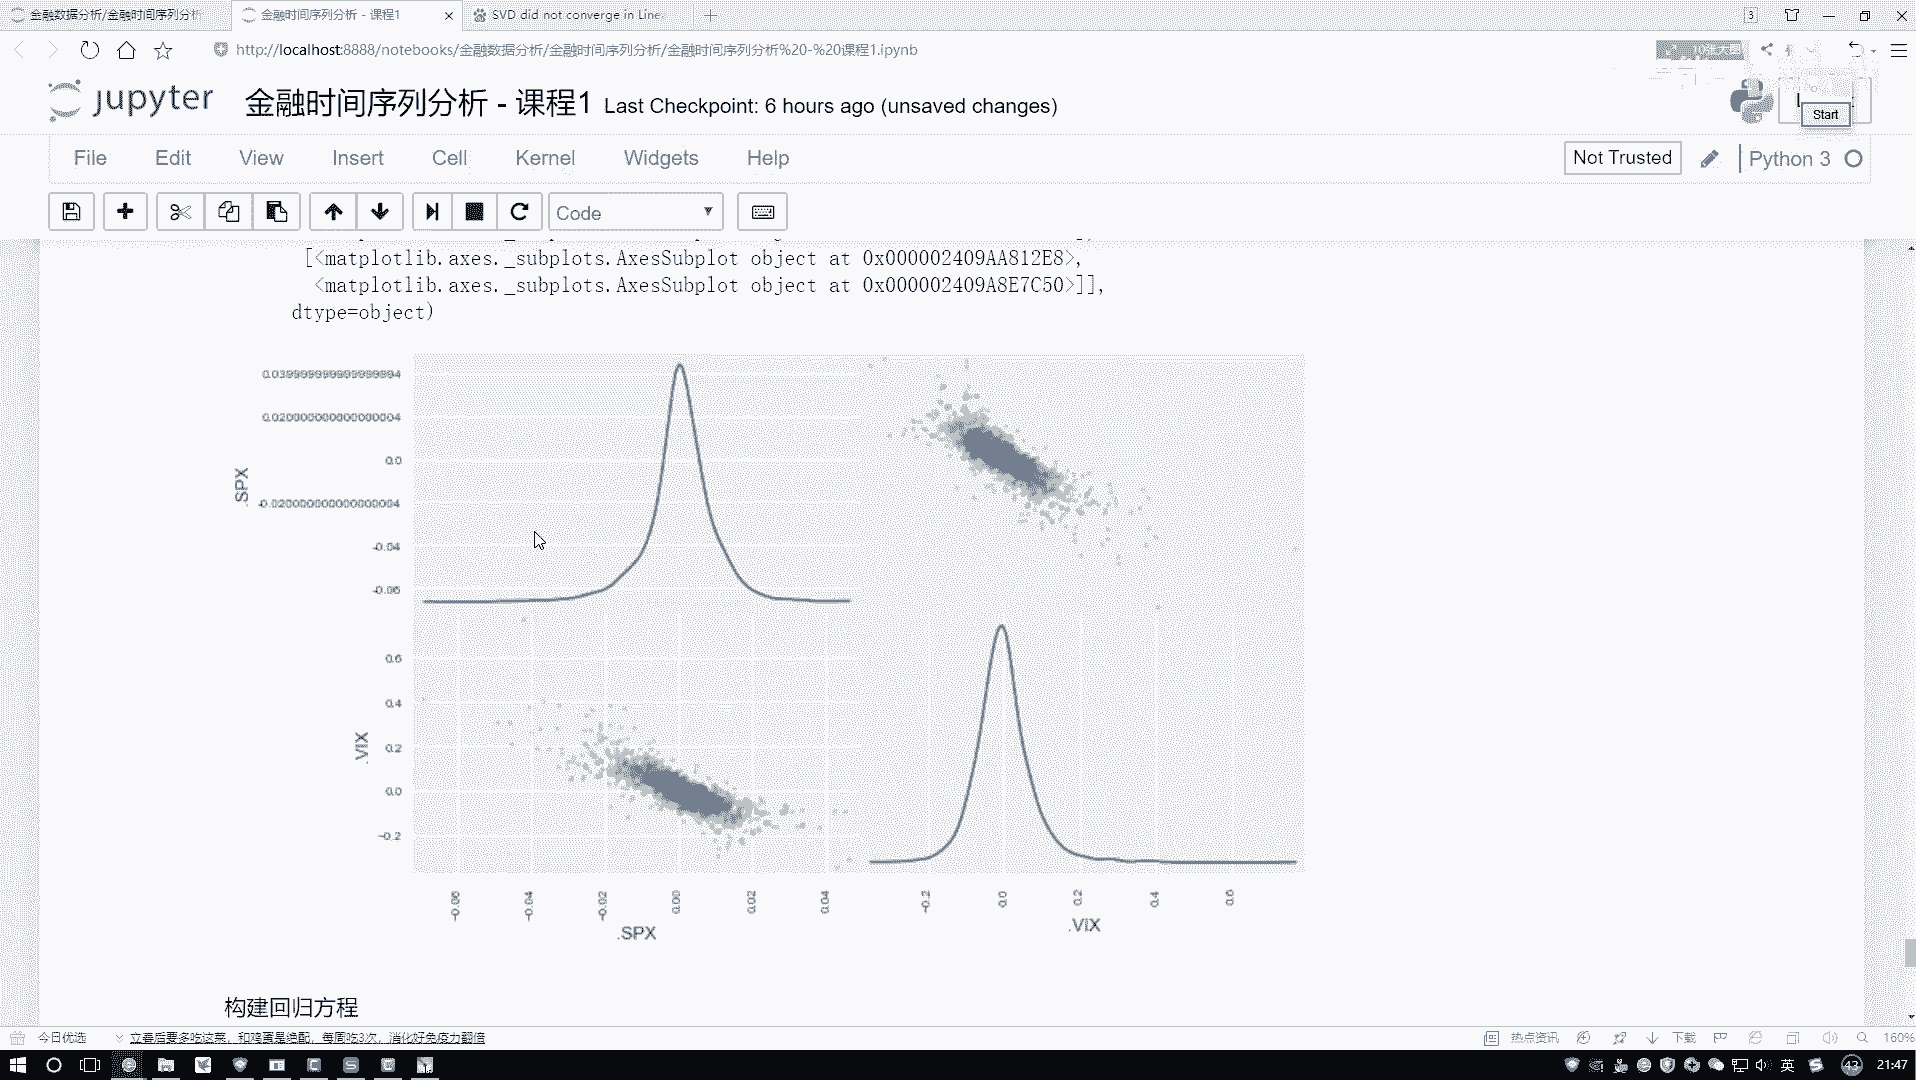 金融数据分析/金融时间序列分析
金融时间序列分析 - 课程1
SVD did not converge in Line
3
http://localhost:8888/notebooks/金融数据分析/金融时间序列分析/金融时间序列分析%20-%20课程1.ipynb
10张大图
jupyter 金融时间序列分析 - 课程1 Last Checkpoint: 6 hours ago (unsaved changes)
Start
File Edit View Insert Cell Kernel Widgets Help
Not Trusted
Python 3
Code
[<matplotlib.axes._subplots.AxesSubplot object at 0x000002409AA812E8>,
<matplotlib.axes._subplots.AxesSubplot object at 0x000002409A8E7C50>]],
dtype=object)
0.020000000000000004
0.0
.SPX
-0.020000000000000004
-0.04
-0.06
0.6
0.4
.VIX
0.2
0.0
-0.2
-0.06 -0.04 -0.02 0.00 0.02 0.04
-0.2 0.0 0.2 0.4 0.6
.SPX
.VIX
构建回归方程
今日优选
立春后要多吃这菜，和鸡蛋是绝配，每周吃3次，消化好免疫力翻倍
热点资讯
下载
160%
英
43
21:47